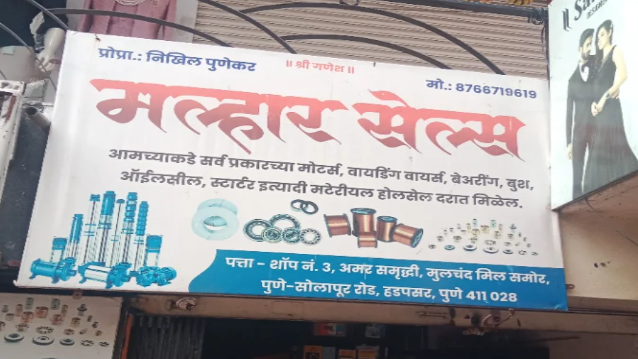 ॥ श्री गणेश ॥
प्रोप्रा.: निखिल पुणेकर
मो.: 8766719619
मल्हार सेल्स
आमच्याकडे सर्व प्रकारच्या मोटर्स, वायडिंग वायर्स, बेअरींग, बुश,
ऑईलसील, स्टार्टर इत्यादी मटेरीयल होलसेल दरात मिळेल.
पत्ता - शॉप नं. 3, अमर समृद्धी, मुलचंद मिल समोर,
पुणे-सोलापूर रोड, हडपसर, पुणे 411 028